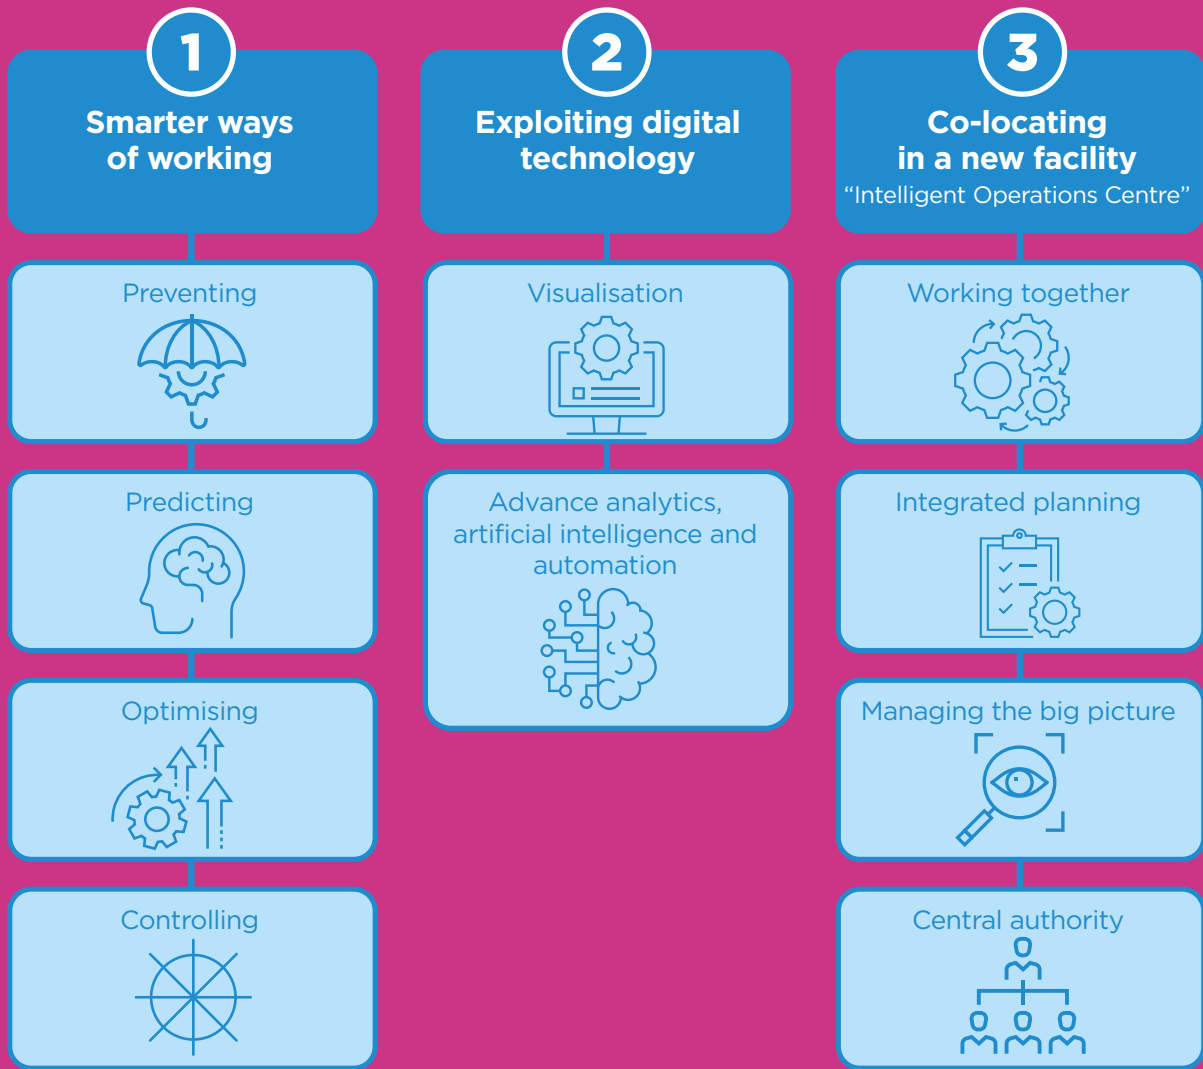 1
Smarter ways
of working
Preventing
Predicting
Optimising
Controlling
2
Exploiting digital
technology
Visualisation
Advance analytics,
artificial intelligence and
automation
3
Co-locating
in a new facility
“Intelligent Operations Centre”
Working together
Integrated planning
Managing the big picture
Central authority